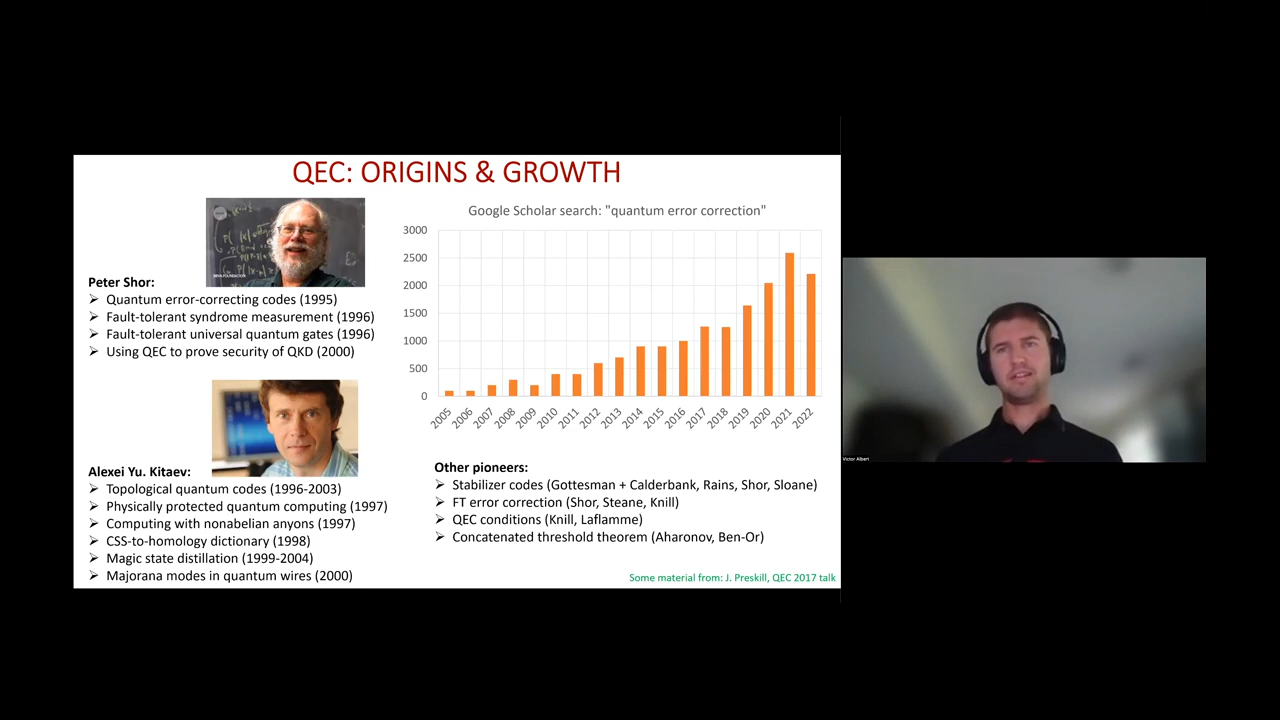 QEC: ORIGINS & GROWTH
Peter Shor:
➢ Quantum error-correcting codes (1995)
➢ Fault-tolerant syndrome measurement (1996)
➢ Fault-tolerant universal quantum gates (1996)
➢ Using QEC to prove security of QKD (2000)
Alexei Yu. Kitaev:
➢ Topological quantum codes (1996-2003)
➢ Physically protected quantum computing (1997)
➢ Computing with nonabelian anyons (1997)
➢ CSS-to-homology dictionary (1998)
➢ Magic state distillation (1999-2004)
➢ Majorana modes in quantum wires (2000)
Google Scholar search: "quantum error correction"
3000
2500
2000
1500
1000
500
0
2005 2006 2007 2008 2009 2010 2011 2012 2013 2014 2015 2016 2017 2018 2019 2020 2021 2022
Other pioneers:
➢ Stabilizer codes (Gottesman + Calderbank, Rains, Shor, Sloane)
➢ FT error correction (Shor, Steane, Knill)
➢ QEC conditions (Knill, Laflamme)
➢ Concatenated threshold theorem (Aharonov, Ben-Or)
Some material from: J. Preskill, QEC 2017 talk
Victor Albert